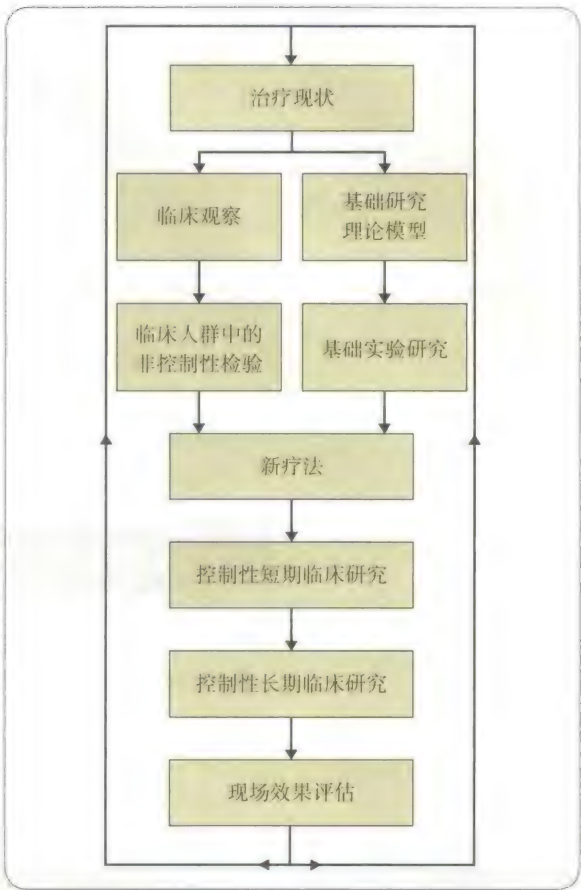 治疗现状
临床观察
基础研究
理论模型
临床人群中的
非控制性检验
基础实验研究
新疗法
控制性短期临床研究
控制性长期临床研究
现场效果评估